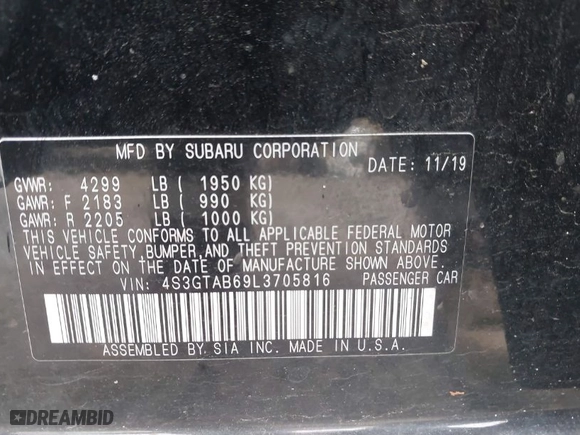 MFD BY SUBARU CORPORATION
DATE: 11/19
GVWR: 4299 LB ( 1950 KG)
GAWR: F 2183 LB ( 990 KG)
GAWR: R 2205 LB ( 1000 KG)
THIS VEHICLE CONFORMS TO ALL APPLICABLE FEDERAL MOTOR
VEHICLE SAFETY, BUMPER, AND THEFT PREVENTION STANDARDS
IN EFFECT ON THE DATE OF MANUFACTURE SHOWN ABOVE.
VIN: 4S3GTAB69L3705816 PASSENGER CAR
ASSEMBLED BY SIA INC. MADE IN U.S.A.
DREAMBID